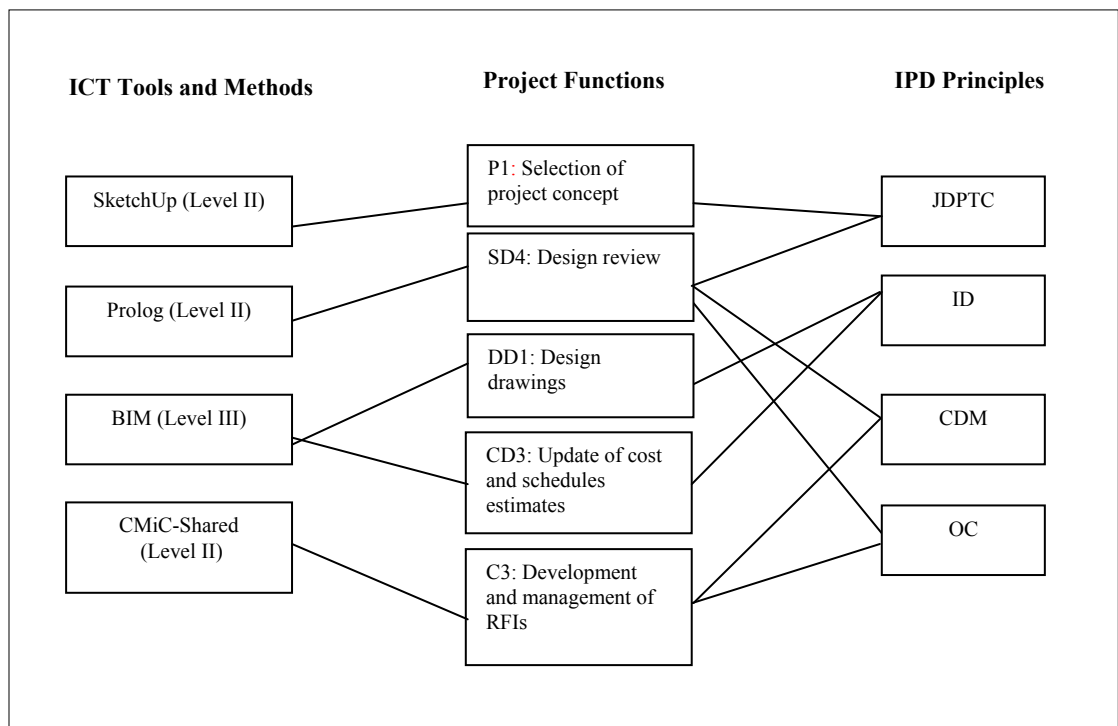 ICT Tools and Methods
Project Functions
IPD Principles
SketchUp (Level II)
Prolog (Level II)
BIM (Level III)
CMiC-Shared
(Level II)
P1: Selection of
project concept
SD4: Design review
DD1: Design
drawings
CD3: Update of cost
and schedules
estimates
C3: Development
and management of
RFIs
JDPTC
ID
CDM
OC